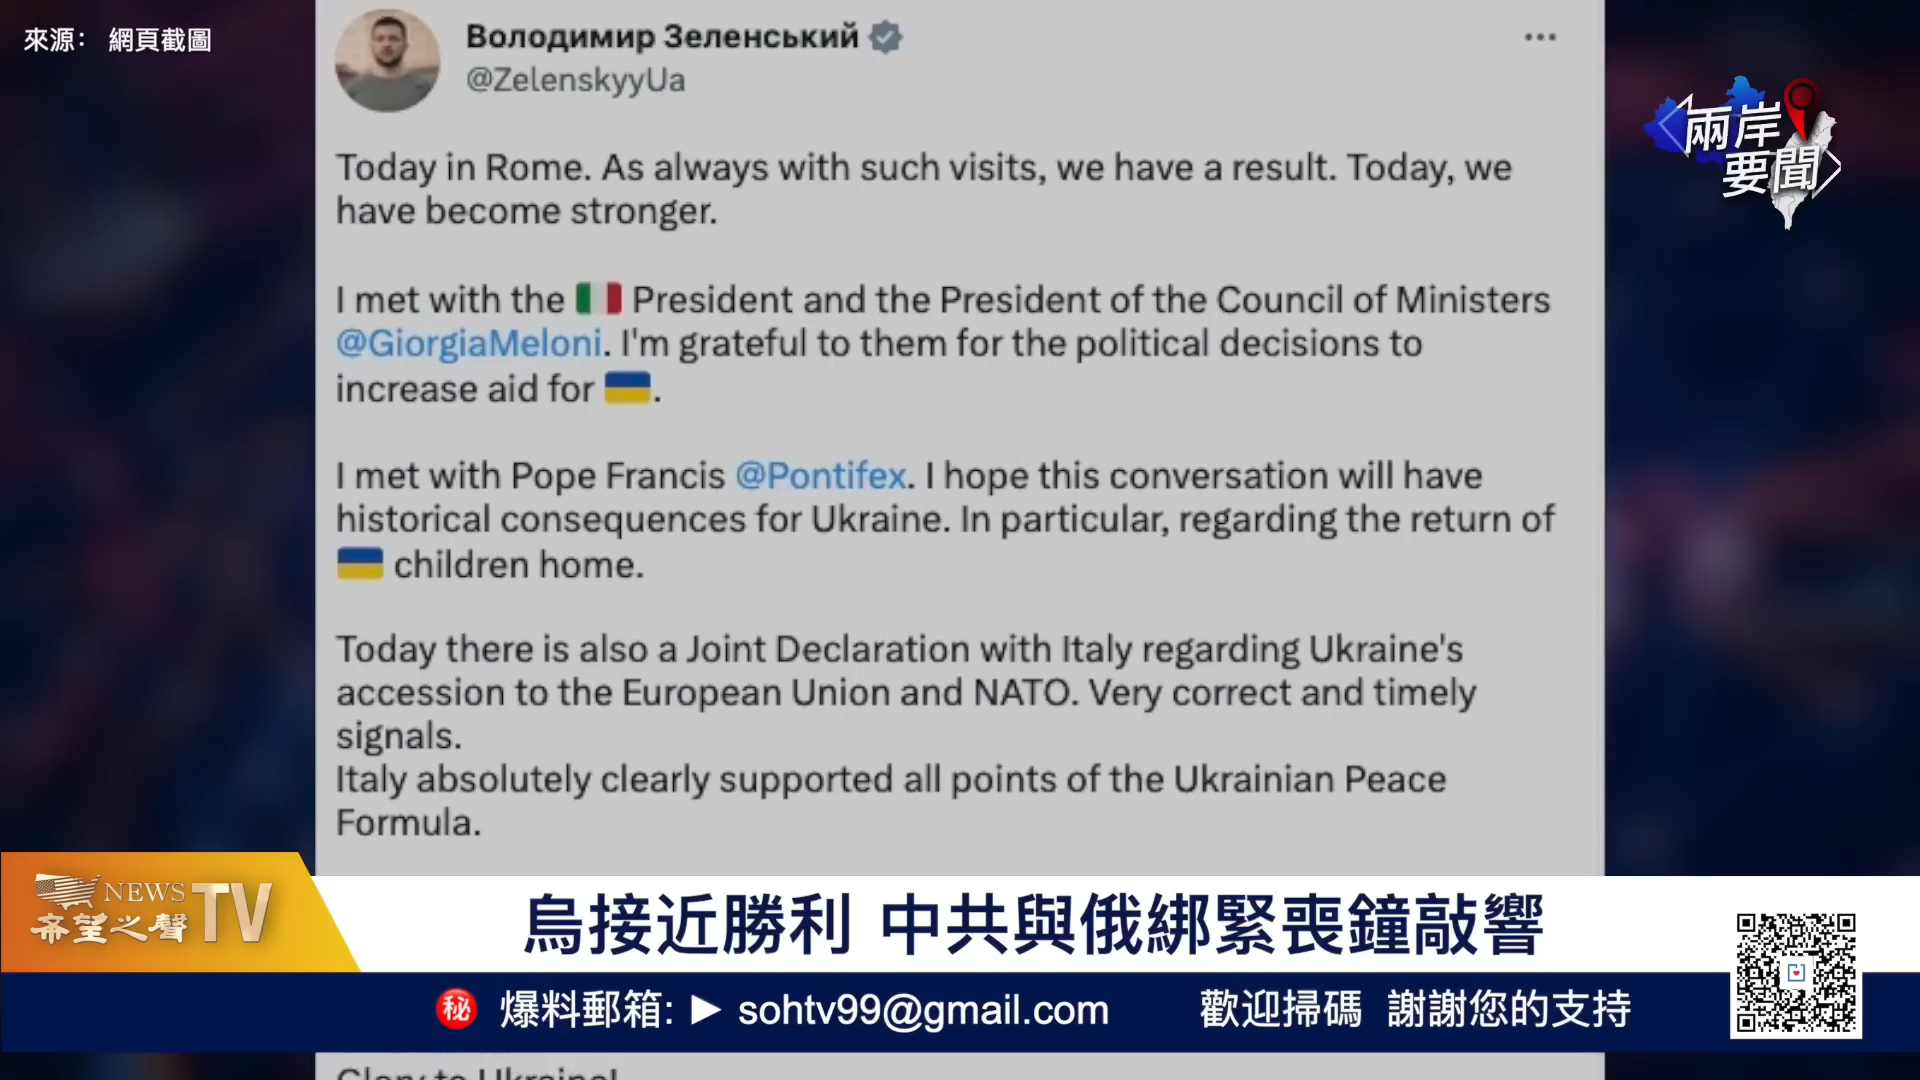 來源： 網頁截圖
Володимир Зеленський
@ZelenskyyUa
兩岸
要聞
Today in Rome. As always with such visits, we have a result. Today, we
have become stronger.
I met with the 🇮🇹 President and the President of the Council of Ministers
@GiorgiaMeloni. I'm grateful to them for the political decisions to
increase aid for 🇺🇦.
I met with Pope Francis @Pontifex. I hope this conversation will have
historical consequences for Ukraine. In particular, regarding the return of
🇺🇦 children home.
Today there is also a Joint Declaration with Italy regarding Ukraine's
accession to the European Union and NATO. Very correct and timely
signals.
Italy absolutely clearly supported all points of the Ukrainian Peace
Formula.
NEWS
希望之聲TV
烏接近勝利 中共與俄綁緊喪鐘敲響
秘 爆料郵箱: ▶ sohtv99@gmail.com 歡迎掃碼 謝謝您的支持
Glory to Ukraine!